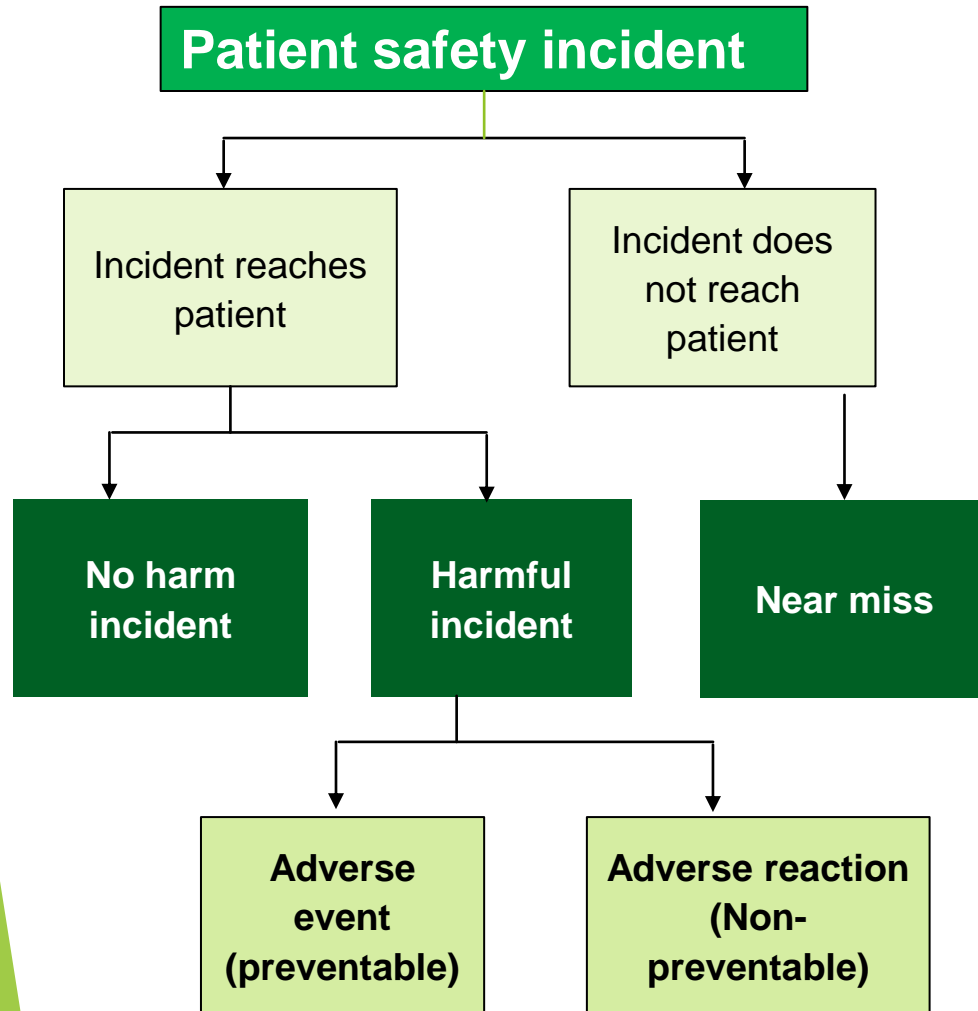 Patient safety incident
Incident reaches
patient
Incident does
not reach
patient
No harm
incident
Harmful
incident
Near miss
Adverse
event
(preventable)
Adverse reaction
(Non-
preventable)